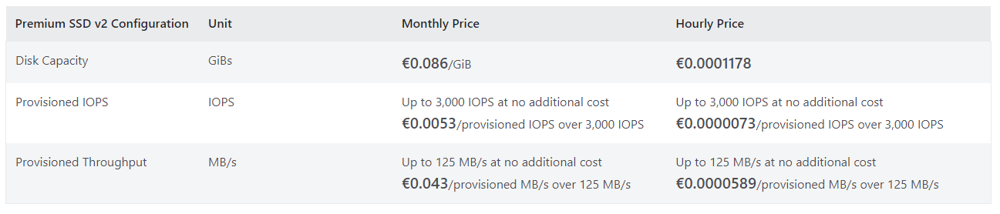 Premium SSD v2 Configuration Unit Monthly Price Hourly Price
Disk Capacity GiBs €0.086/GiB €0.0001178
Provisioned IOPS IOPS Up to 3,000 IOPS at no additional cost Up to 3,000 IOPS at no additional cost
€0.0053/provisioned IOPS over 3,000 IOPS €0.0000073/provisioned IOPS over 3,000 IOPS
Provisioned Throughput MB/s Up to 125 MB/s at no additional cost Up to 125 MB/s at no additional cost
€0.043/provisioned MB/s over 125 MB/s €0.0000589/provisioned MB/s over 125 MB/s